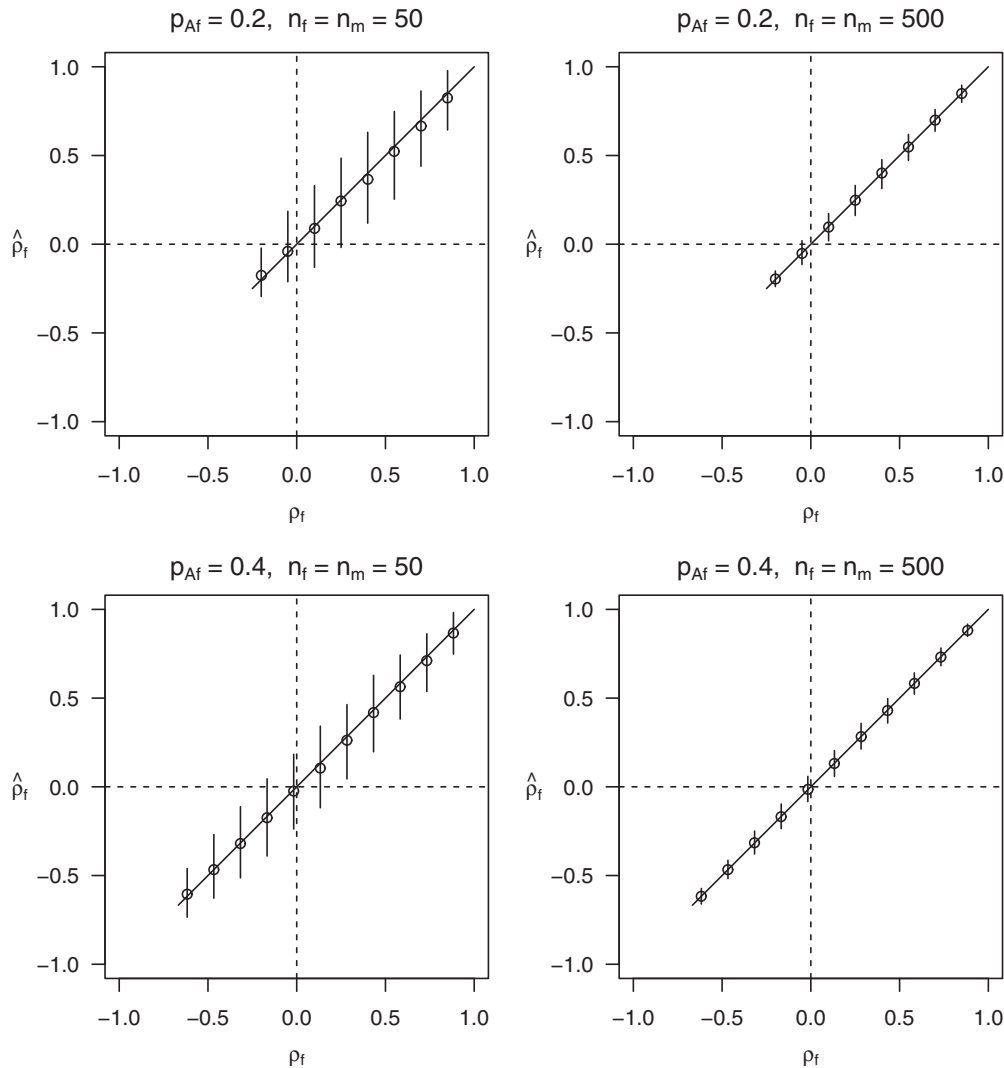 p_Af = 0.2, n_f = n_m = 50
1.0
0.5
0.0
−0.5
−1.0
ρ̂_f
−1.0 −0.5 0.0 0.5 1.0
ρ_f
p_Af = 0.2, n_f = n_m = 500
1.0
0.5
0.0
−0.5
−1.0
ρ̂_f
−1.0 −0.5 0.0 0.5 1.0
ρ_f
p_Af = 0.4, n_f = n_m = 50
1.0
0.5
0.0
−0.5
−1.0
ρ̂_f
−1.0 −0.5 0.0 0.5 1.0
ρ_f
p_Af = 0.4, n_f = n_m = 500
1.0
0.5
0.0
−0.5
−1.0
ρ̂_f
−1.0 −0.5 0.0 0.5 1.0
ρ_f